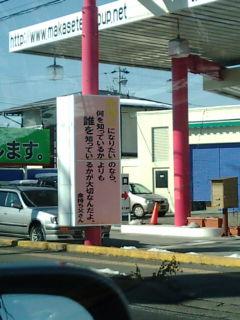 http://www.makasete
up.net
になりたいのなら、
何を知っているかよりも
誰を知ってい
るかが大切なんだよ。
金持ち父さん
します。